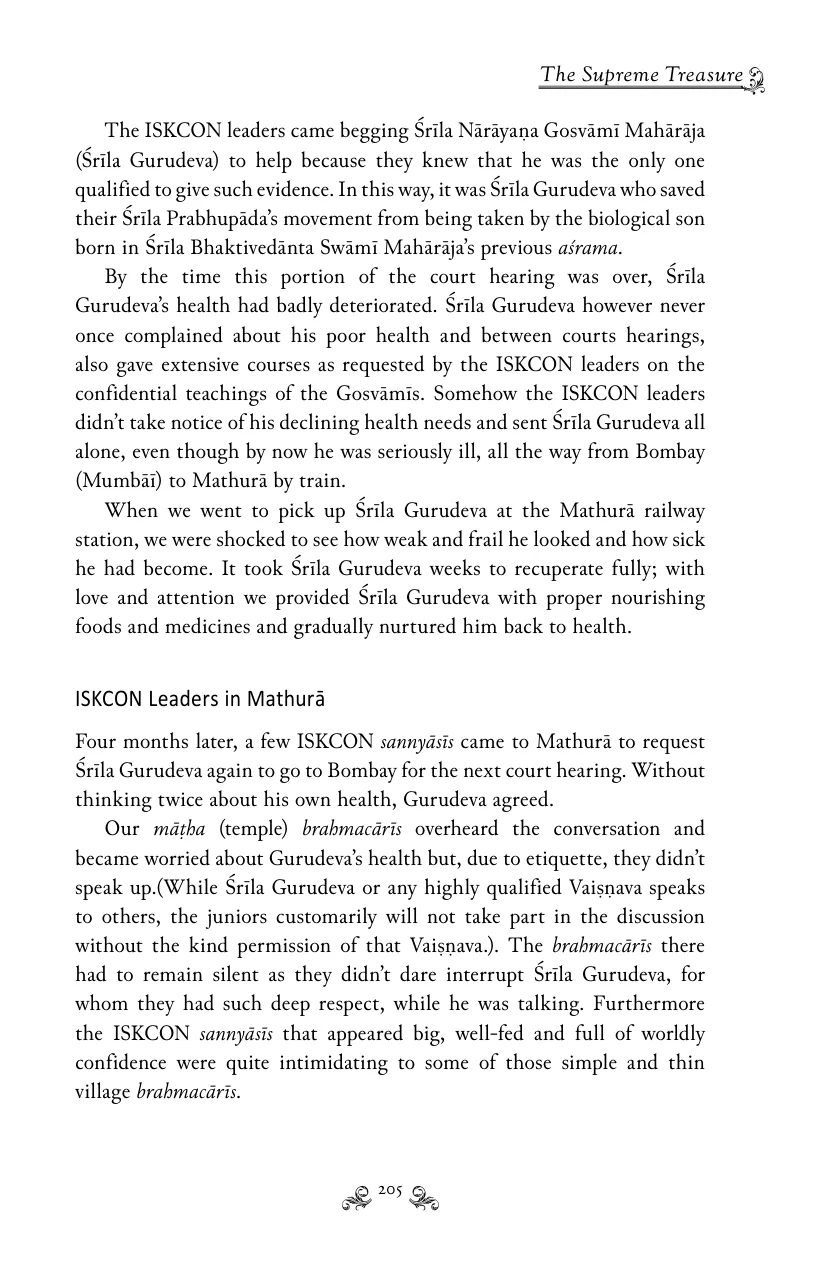 The Supreme Treasure
The ISKCON leaders came begging Śrīla Nārāyaṇa Gosvāmī Mahārāja
(Śrīla Gurudeva) to help because they knew that he was the only one
qualified to give such evidence. In this way, it was Śrīla Gurudeva who saved
their Śrīla Prabhupāda’s movement from being taken by the biological son
born in Śrīla Bhaktivedānta Swāmī Mahārāja’s previous aśrama.
By the time this portion of the court hearing was over, Śrīla
Gurudeva’s health had badly deteriorated. Śrīla Gurudeva however never
once complained about his poor health and between courts hearings,
also gave extensive courses as requested by the ISKCON leaders on the
confidential teachings of the Gosvāmīs. Somehow the ISKCON leaders
didn’t take notice of his declining health needs and sent Śrīla Gurudeva all
alone, even though by now he was seriously ill, all the way from Bombay
(Mumbāī) to Mathurā by train.
When we went to pick up Śrīla Gurudeva at the Mathurā railway
station, we were shocked to see how weak and frail he looked and how sick
he had become. It took Śrīla Gurudeva weeks to recuperate fully; with
love and attention we provided Śrīla Gurudeva with proper nourishing
foods and medicines and gradually nurtured him back to health.
ISKCON Leaders in Mathurā
Four months later, a few ISKCON sannyāsīs came to Mathurā to request
Śrīla Gurudeva again to go to Bombay for the next court hearing. Without
thinking twice about his own health, Gurudeva agreed.
Our māṭha (temple) brahmacārīs overheard the conversation and
became worried about Gurudeva’s health but, due to etiquette, they didn’t
speak up.(While Śrīla Gurudeva or any highly qualified Vaiṣṇava speaks
to others, the juniors customarily will not take part in the discussion
without the kind permission of that Vaiṣṇava.). The brahmacārīs there
had to remain silent as they didn’t dare interrupt Śrīla Gurudeva, for
whom they had such deep respect, while he was talking. Furthermore
the ISKCON sannyāsīs that appeared big, well-fed and full of worldly
confidence were quite intimidating to some of those simple and thin
village brahmacārīs.
205